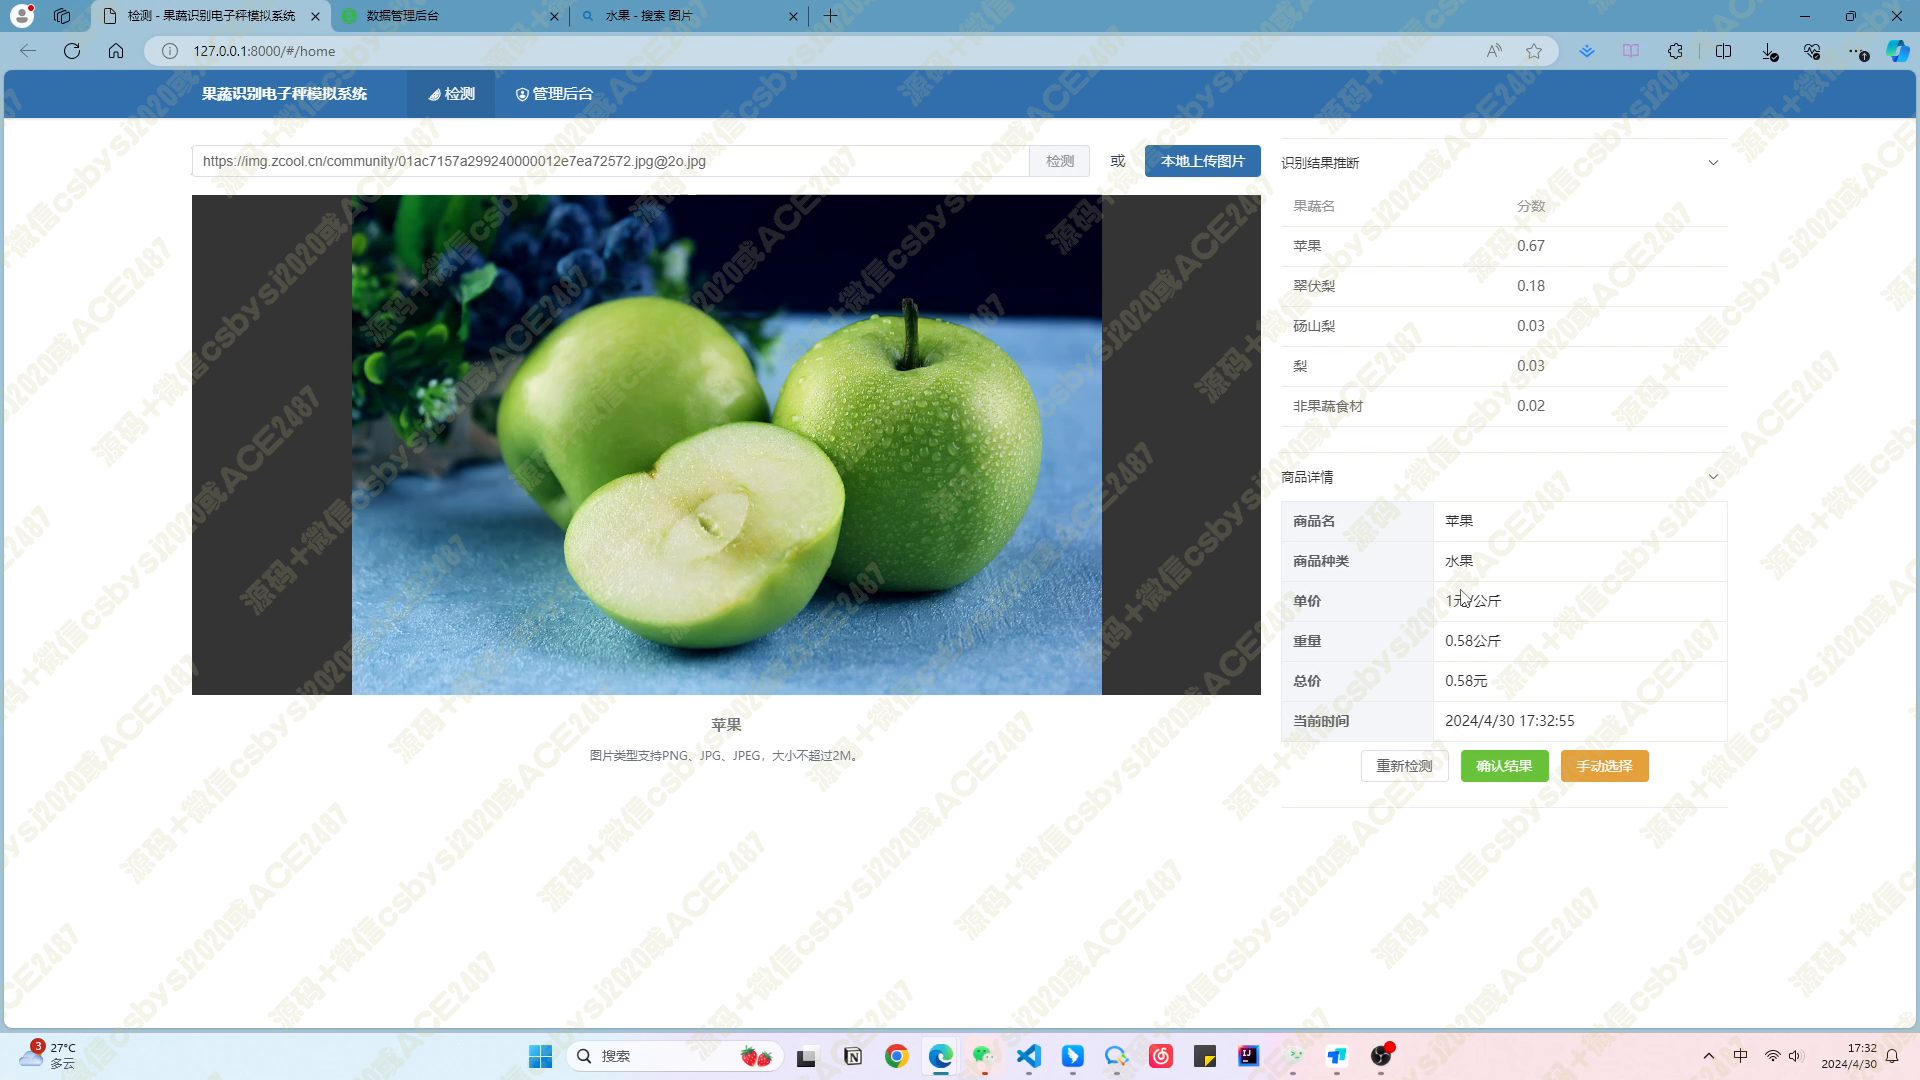 检测 - 果蔬识别电子秤模拟系统
数据管理后台
水果 - 搜索 图片
127.0.0.1:8000/#/home
果蔬识别电子秤模拟系统
检测
管理后台
https://img.zcool.cn/community/01ac7157a299240000012e7ea72572.jpg@2o.jpg
检测
或
本地上传图片
识别结果推断
果蔬名 分数
苹果 0.67
翠伏梨 0.18
砀山梨 0.03
梨 0.03
非果蔬食材 0.02
商品详情
商品名 苹果
商品种类 水果
单价 1元/公斤
重量 0.58公斤
总价 0.58元
当前时间 2024/4/30 17:32:55
重新检测 确认结果 手动选择
苹果
图片类型支持PNG、JPG、JPEG，大小不超过2M。
源码+微信csbysj2020或ACE2487
3
27°C
多云
搜索
中
17:32
2024/4/30